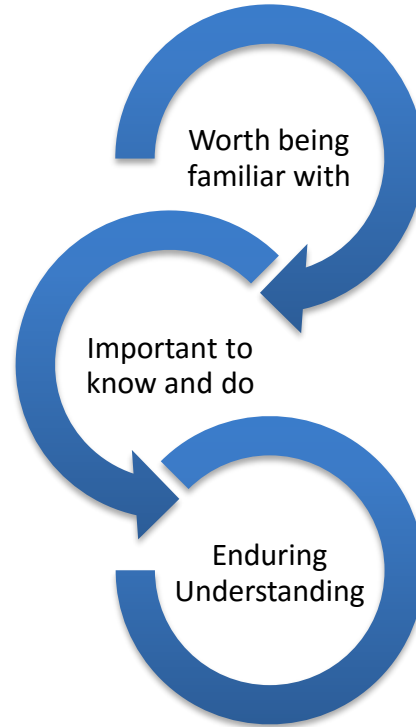 Worth being
familiar with
Important to
know and do
Enduring
Understanding